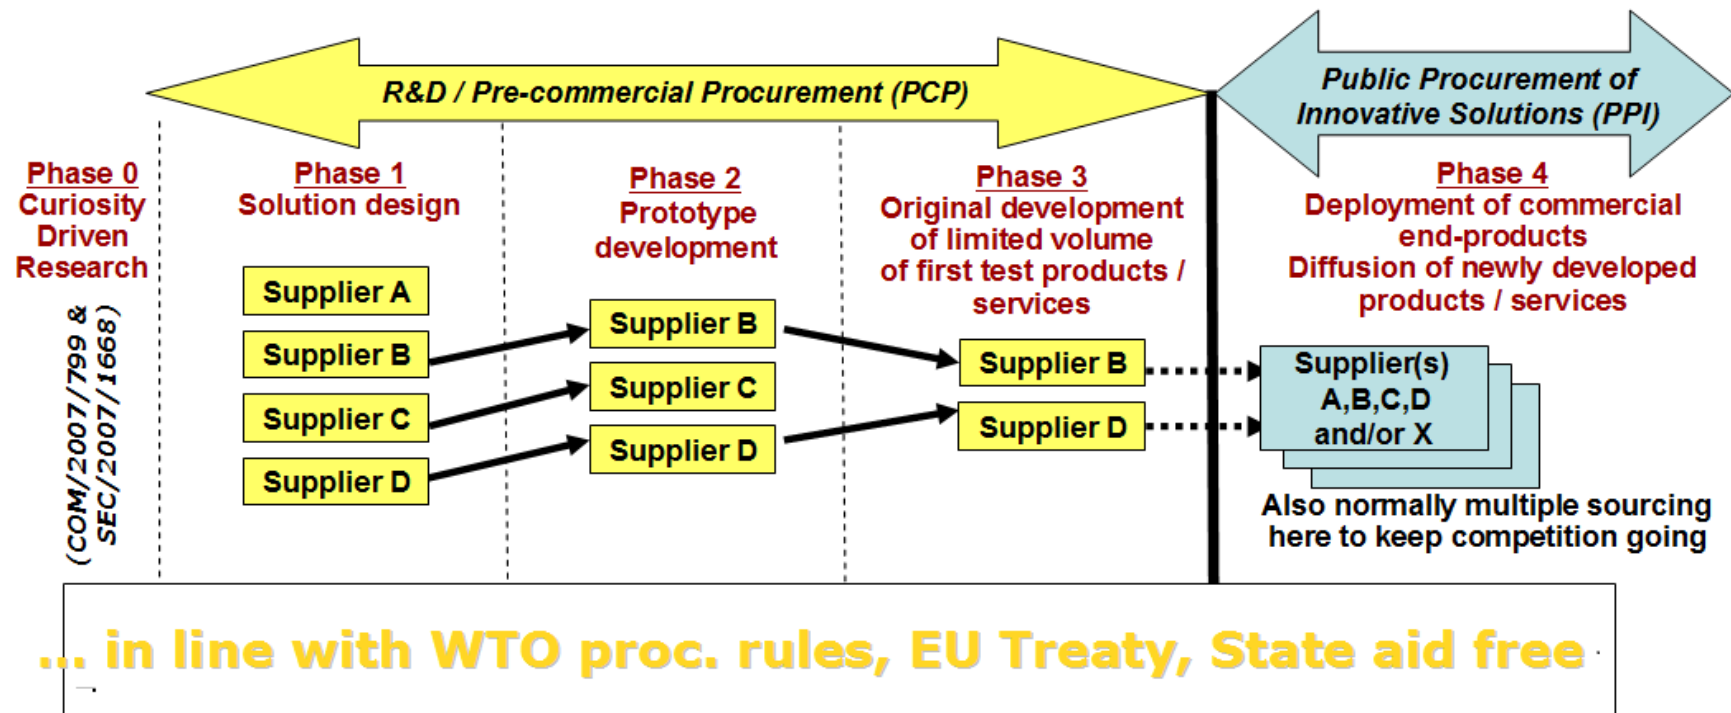 R&D / Pre-commercial Procurement (PCP)
Public Procurement of
Innovative Solutions (PPI)
Phase 0
Curiosity
Driven
Research
(COM/2007/799 &
SEC/2007/1668)
Phase 1
Solution design
Supplier A
Supplier B
Supplier C
Supplier D
Phase 2
Prototype
development
Supplier B
Supplier C
Supplier D
Phase 3
Original development
of limited volume
of first test products /
services
Supplier B
Supplier D
Phase 4
Deployment of commercial
end-products
Diffusion of newly developed
products / services
Supplier(s)
A,B,C,D
and/or X
Also normally multiple sourcing
here to keep competition going
... in line with WTO proc. rules, EU Treaty, State aid free